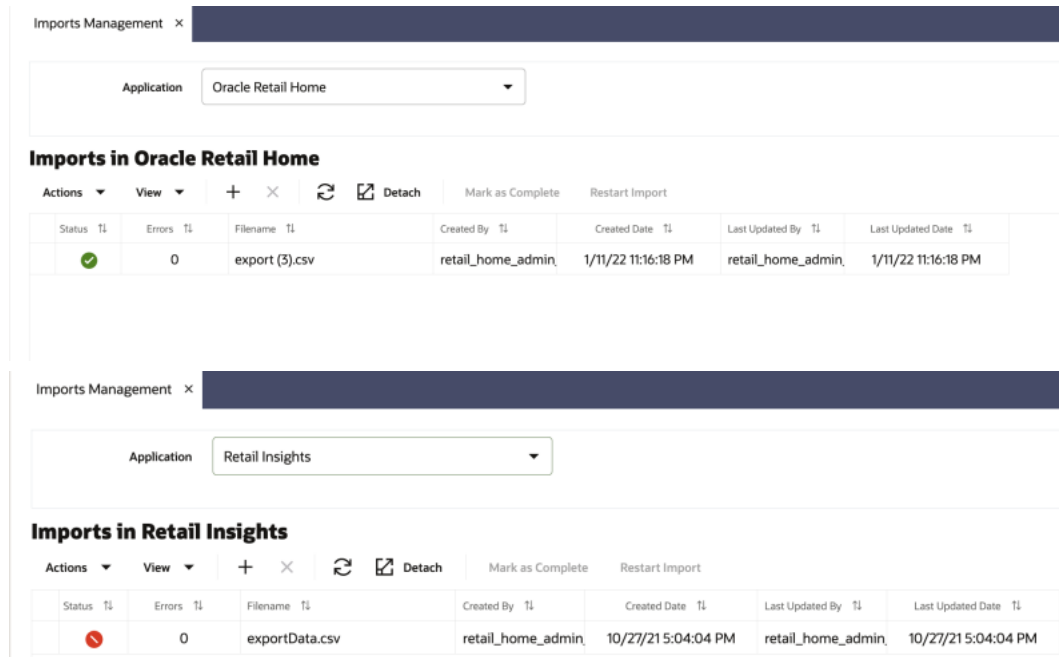 Imports Management ×
Application Oracle Retail Home
Imports in Oracle Retail Home
Actions View Detach Mark as Complete Restart Import
Status Errors Filename Created By Created Date Last Updated By Last Updated Date
0 export (3).csv retail_home_admin_ 1/11/22 11:16:18 PM retail_home_admin_ 1/11/22 11:16:18 PM
Imports Management ×
Application Retail Insights
Imports in Retail Insights
Actions View Detach Mark as Complete Restart Import
Status Errors Filename Created By Created Date Last Updated By Last Updated Date
0 exportData.csv retail_home_admin_ 10/27/21 5:04:04 PM retail_home_admin_ 10/27/21 5:04:04 PM